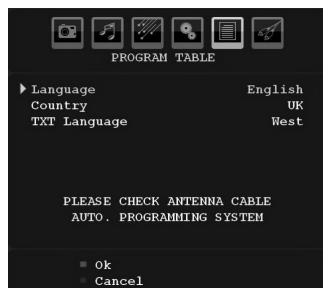 PROGRAM TABLE
Language English
Country UK
TXT Language West
PLEASE CHECK ANTENNA CABLE
AUTO. PROGRAMMING SYSTEM
Ok
Cancel